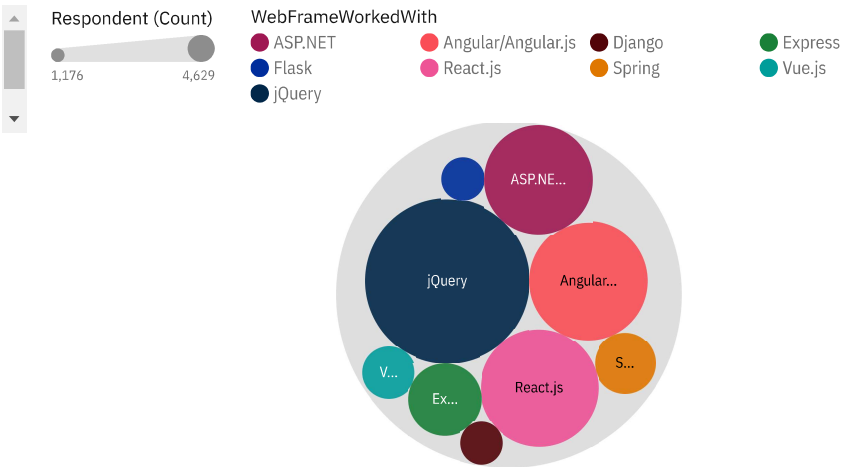 Respondent (Count)
1,176 4,629
WebFrameWorkedWith
ASP.NET Angular/Angular.js Django Express
Flask React.js Spring Vue.js
jQuery
ASP.NE...
jQuery Angular...
S...
V...
React.js
Ex...